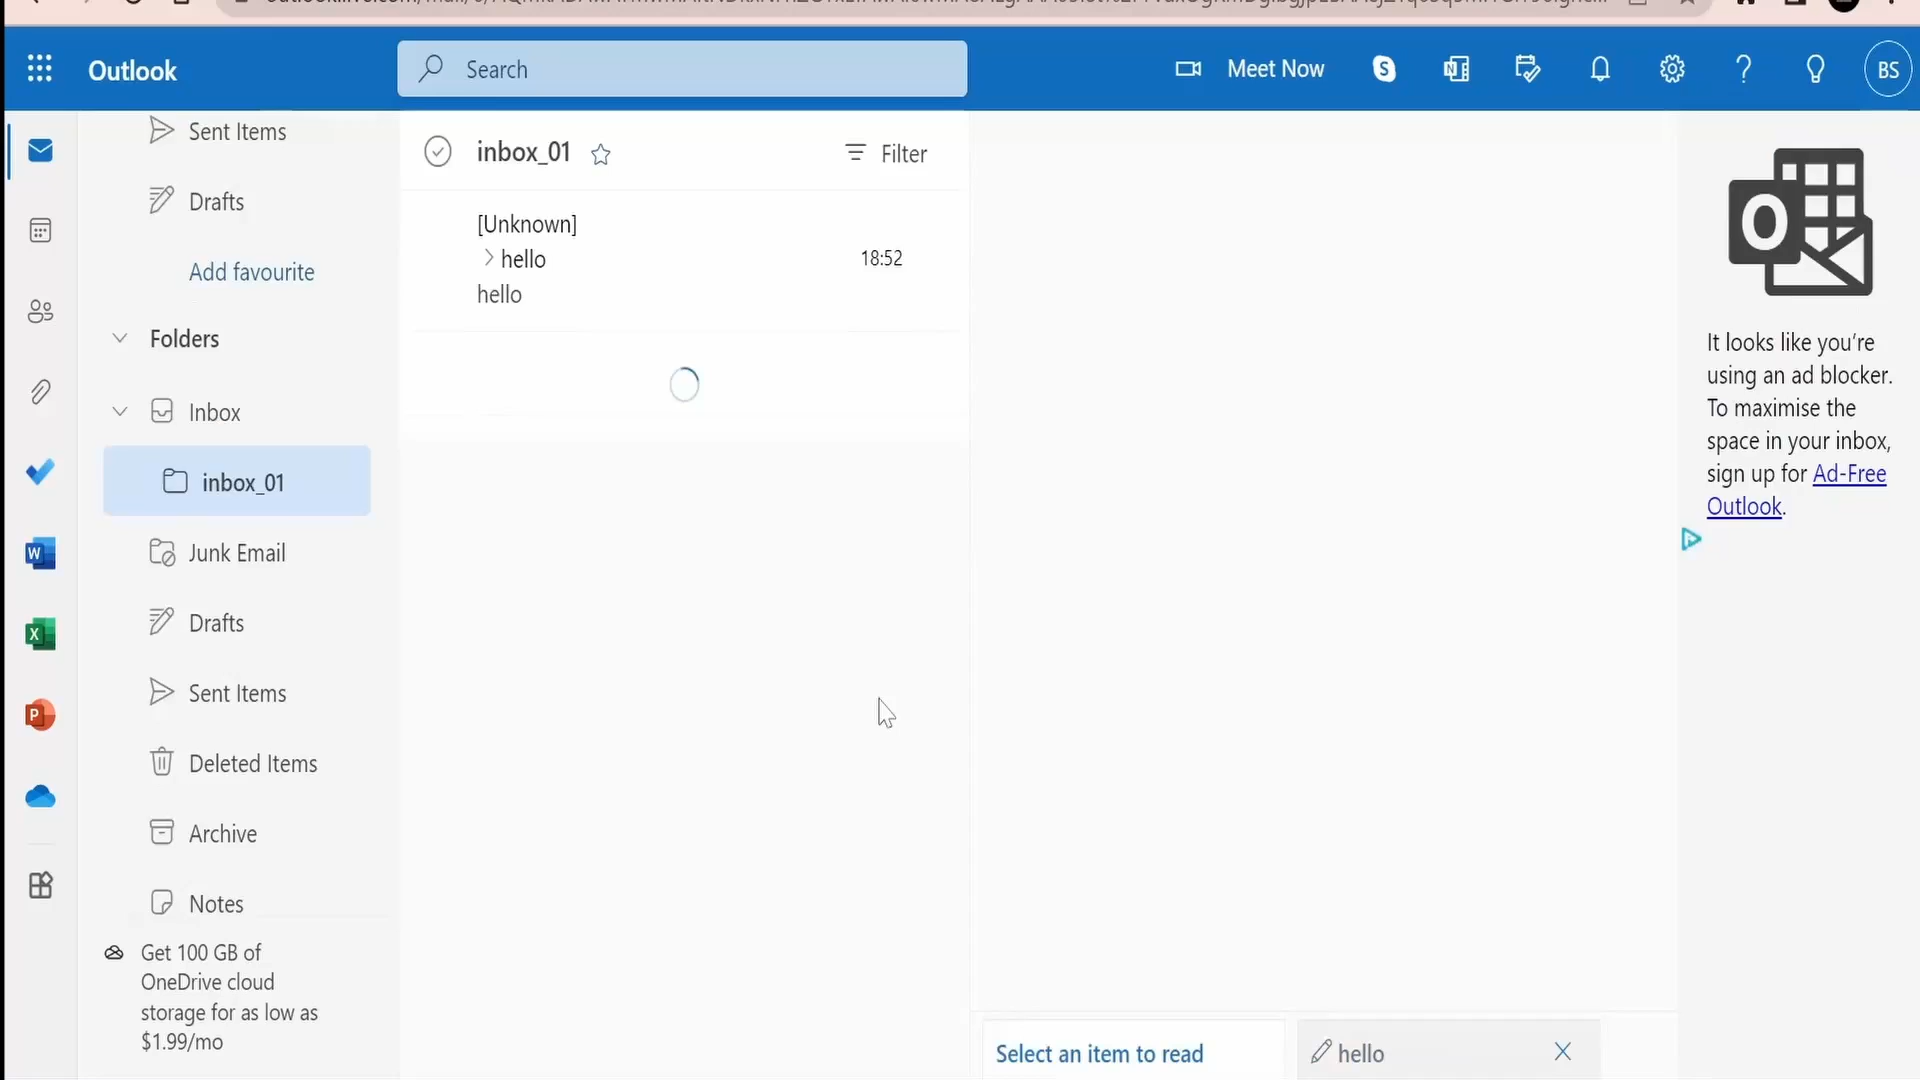 Outlook
Search
Meet Now
BS
Sent Items
Drafts
Add favourite
Folders
Inbox
inbox_01
Junk Email
Drafts
Sent Items
Deleted Items
Archive
Notes
Get 100 GB of
OneDrive cloud
storage for as low as
$1.99/mo
inbox_01
Filter
[Unknown]
hello
18:52
hello
Select an item to read
hello
It looks like you're
using an ad blocker.
To maximise the
space in your inbox,
sign up for Ad-Free
Outlook.